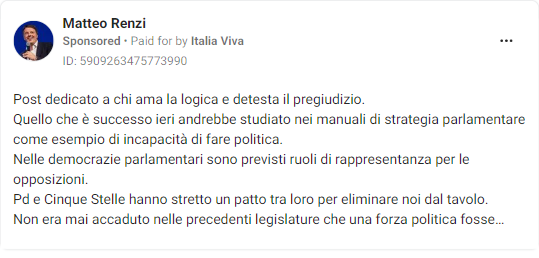 Matteo Renzi
Sponsored • Paid for by Italia Viva
ID: 5909263475773990
Post dedicato a chi ama la logica e detesta il pregiudizio.
Quello che è successo ieri andrebbe studiato nei manuali di strategia parlamentare
come esempio di incapacità di fare politica.
Nelle democrazie parlamentari sono previsti ruoli di rappresentanza per le
opposizioni.
Pd e Cinque Stelle hanno stretto un patto tra loro per eliminare noi dal tavolo.
Non era mai accaduto nelle precedenti legislature che una forza politica fosse...